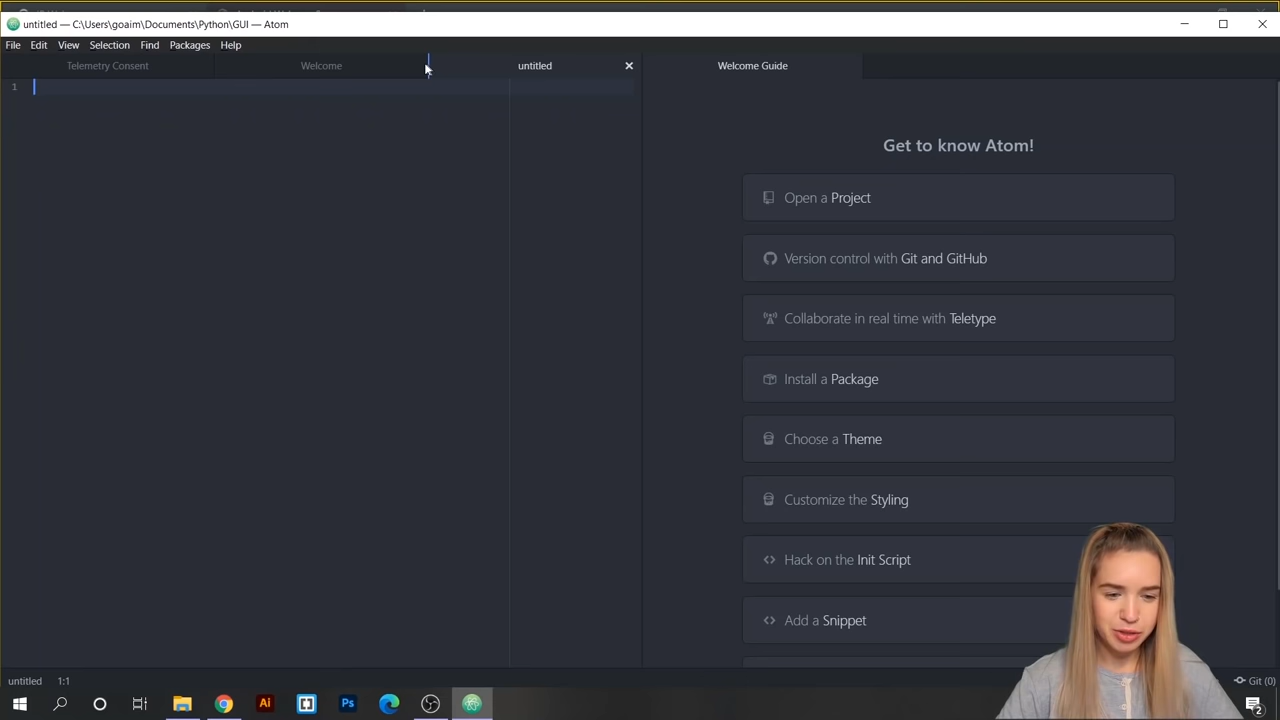 untitled — C:\Users\goaim\Documents\Python\GUI — Atom
File Edit View Selection Find Packages Help
Telemetry Consent Welcome untitled Welcome Guide
1
Get to know Atom!
Open a Project
Version control with Git and GitHub
Collaborate in real time with Teletype
Install a Package
Choose a Theme
Customize the Styling
Hack on the Init Script
Add a Snippet
untitled 1:1 Git (0)
Ai Ps 2